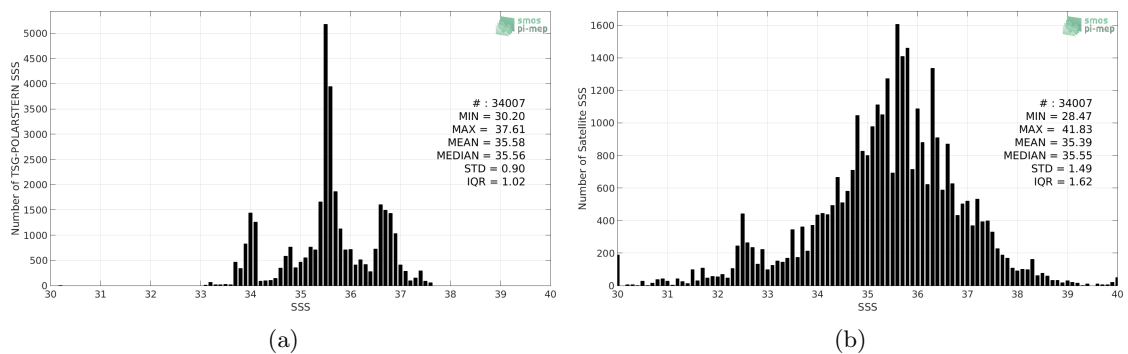 smos
pi-mep
5000
4500
4000
3500
3000
2500
2000
1500
1000
500
0
Number of TSG-POLARSTERN SSS
# : 34007
MIN = 30.20
MAX = 37.61
MEAN = 35.58
MEDIAN = 35.56
STD = 0.90
IQR = 1.02
30 31 32 33 34 35 36 37 38 39 40
SSS
(a)
smos
pi-mep
1600
1400
1200
1000
800
600
400
200
0
Number of Satellite SSS
# : 34007
MIN = 28.47
MAX = 41.83
MEAN = 35.39
MEDIAN = 35.55
STD = 1.49
IQR = 1.62
30 31 32 33 34 35 36 37 38 39 40
SSS
(b)